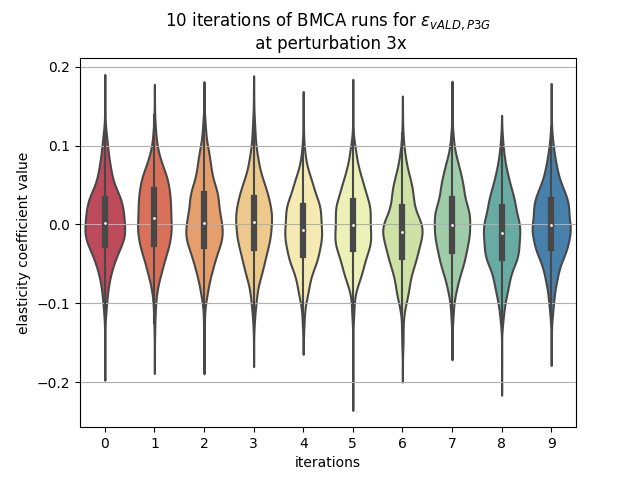 10 iterations of BMCA runs for ε_{vALD, P3G}
at perturbation 3x
elasticity coefficient value
0.2
0.1
0.0
−0.1
−0.2
0 1 2 3 4 5 6 7 8 9
iterations